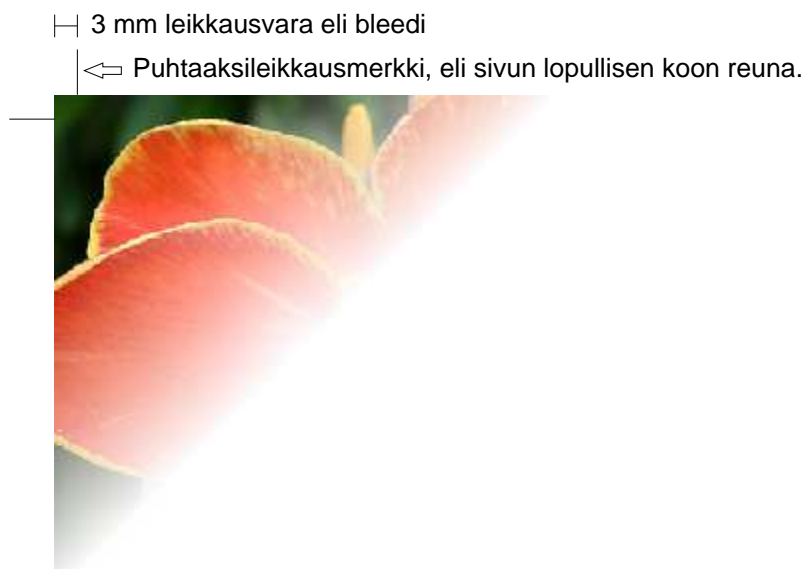 3 mm leikkausvara eli bleedi
Puhtaaksileikkausmerkki, eli sivun lopullisen koon reuna.